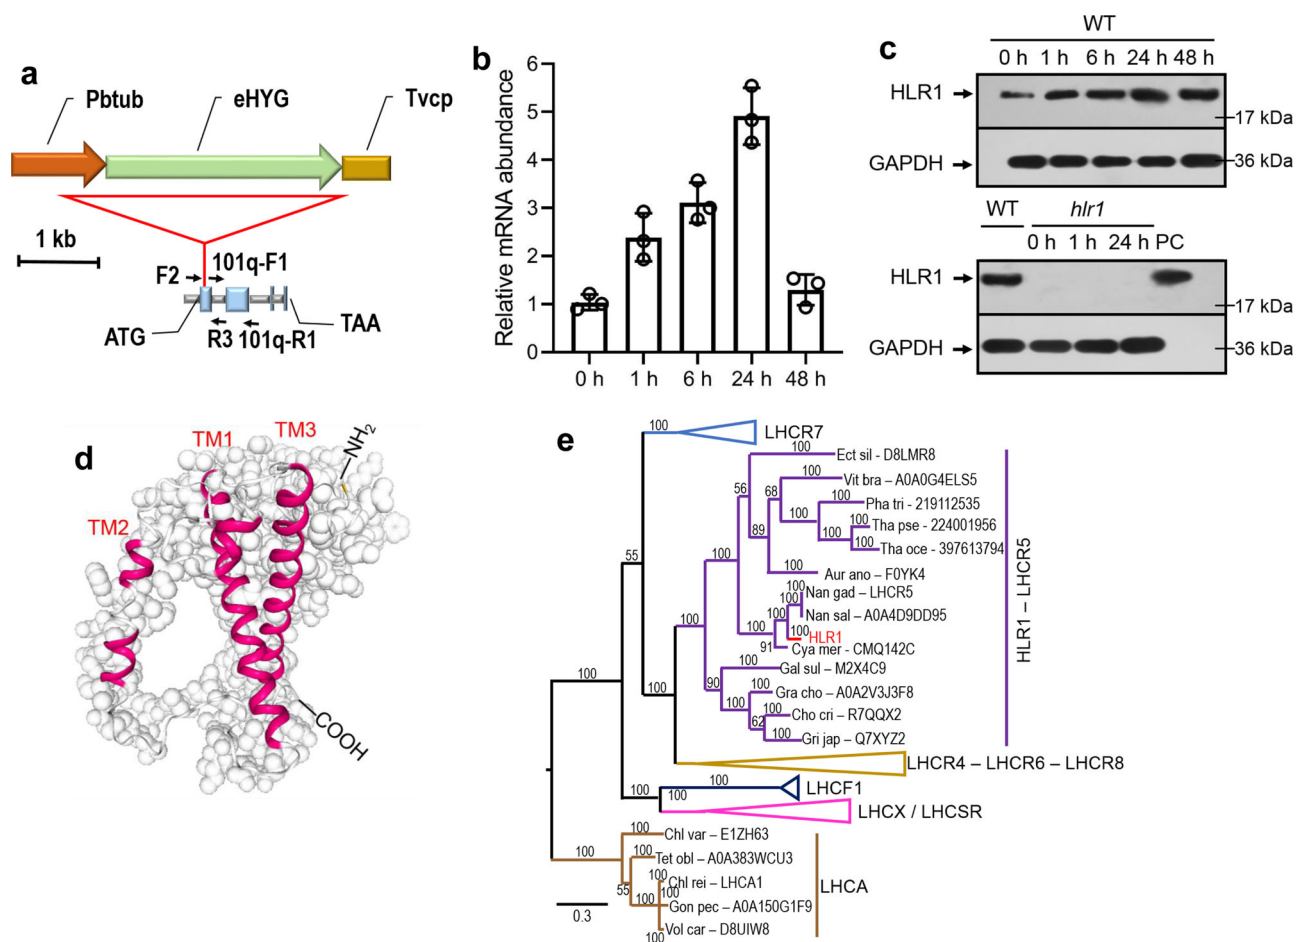 a
Pbtub
eHYG
Tvcp
1 kb
F2
101q-F1
ATG
R3
101q-R1
TAA
b
Relative mRNA abundance
6
5
4
3
2
1
0
0 h
1 h
6 h
24 h
48 h
c
WT
0 h 1 h 6 h 24 h 48 h
HLR1
17 kDa
GAPDH
36 kDa
WT hlr1
0 h 1 h 24 h PC
HLR1
17 kDa
GAPDH
36 kDa
d
TM1
TM3
NH2
TM2
COOH
e
100
LHCR7
100
Ect sil - D8LMR8
56
68
100
Vit bra – A0A0G4ELS5
100
Pha tri - 219112535
100
100
Tha pse - 224001956
89
100
100
Tha oce - 397613794
55
100
100
Aur ano – F0YK4
100
Nan gad – LHCR5
100
100
100
Nan sal – A0A4D9DD95
100
100
HLR1
91
Cya mer - CMQ142C
HLR1 – LHCR5
100
Gal sul – M2X4C9
100
100
90
100
Gra cho – A0A2V3J3F8
100
100
Cho cri – R7QQX2
62
100
Gri jap – Q7XYZ2
100
LHCR4 – LHCR6 – LHCR8
100
LHCF1
100
100
LHCX / LHCSR
100
Chl var – E1ZH63
100
100
Tet obl – A0A383WCU3
55
100
Chl rei – LHCA1
100
100
Gon pec – A0A150G1F9
100
Vol car – D8UIW8
LHCA
0.3